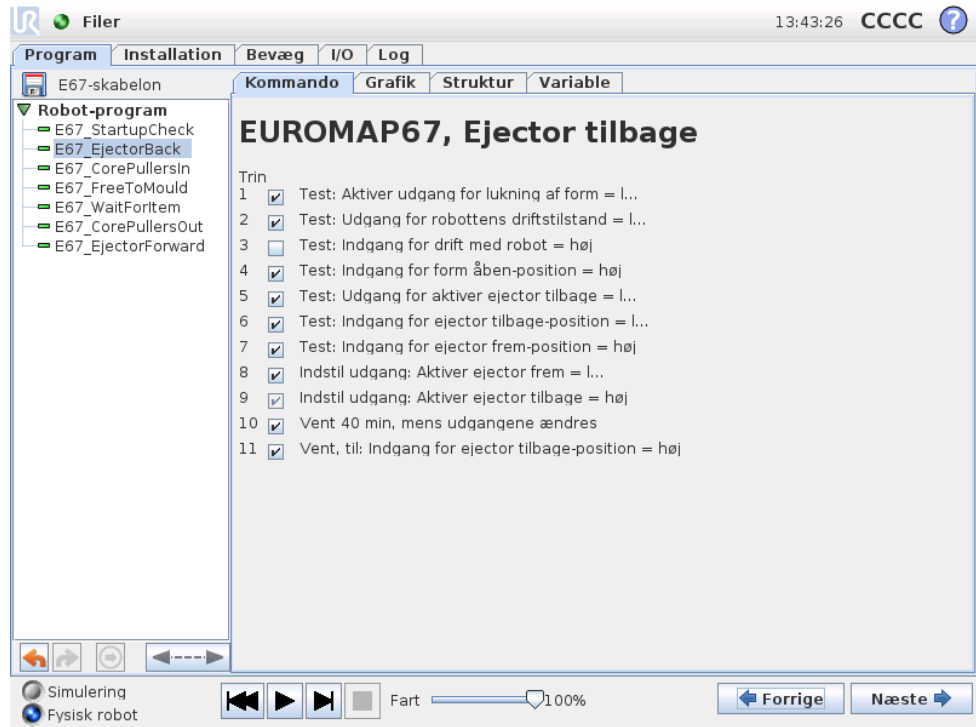 UR Filer 13:43:26 CCCC ?
Program Installation Bevæg I/O Log
E67-skabelon
Robot-program
E67_StartupCheck
E67_EjectorBack
E67_CorePullersIn
E67_FreeToMould
E67_WaitForItem
E67_CorePullersOut
E67_EjectorForward
Kommando Grafik Struktur Variable
EUROMAP67, Ejector tilbage
Trin
1 Test: Aktiver udgang for lukning af form = l...
2 Test: Udgang for robottens driftstilstand = l...
3 Test: Indgang for drift med robot = høj
4 Test: Indgang for form åben-position = høj
5 Test: Udgang for aktiver ejector tilbage = l...
6 Test: Indgang for ejector tilbage-position = l...
7 Test: Indgang for ejector frem-position = høj
8 Indstil udgang: Aktiver ejector frem = l...
9 Indstil udgang: Aktiver ejector tilbage = høj
10 Vent 40 min, mens udgangene ændres
11 Vent, til: Indgang for ejector tilbage-position = høj
Simulering
Fysisk robot
Fart 100%
Forrige Næste